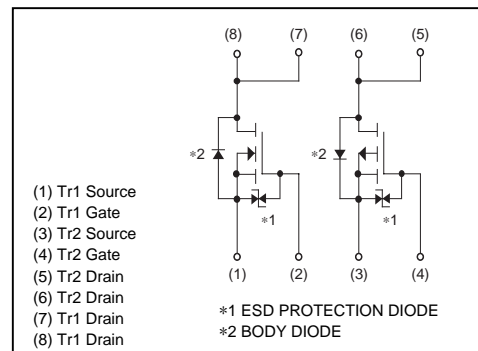 (8) (7) (6) (5)
∗2 ∗2
∗1 ∗1
(1) Tr1 Source
(2) Tr1 Gate
(3) Tr2 Source
(4) Tr2 Gate
(5) Tr2 Drain
(6) Tr2 Drain
(7) Tr1 Drain
(8) Tr1 Drain
(1) (2) (3) (4)
∗1 ESD PROTECTION DIODE
∗2 BODY DIODE